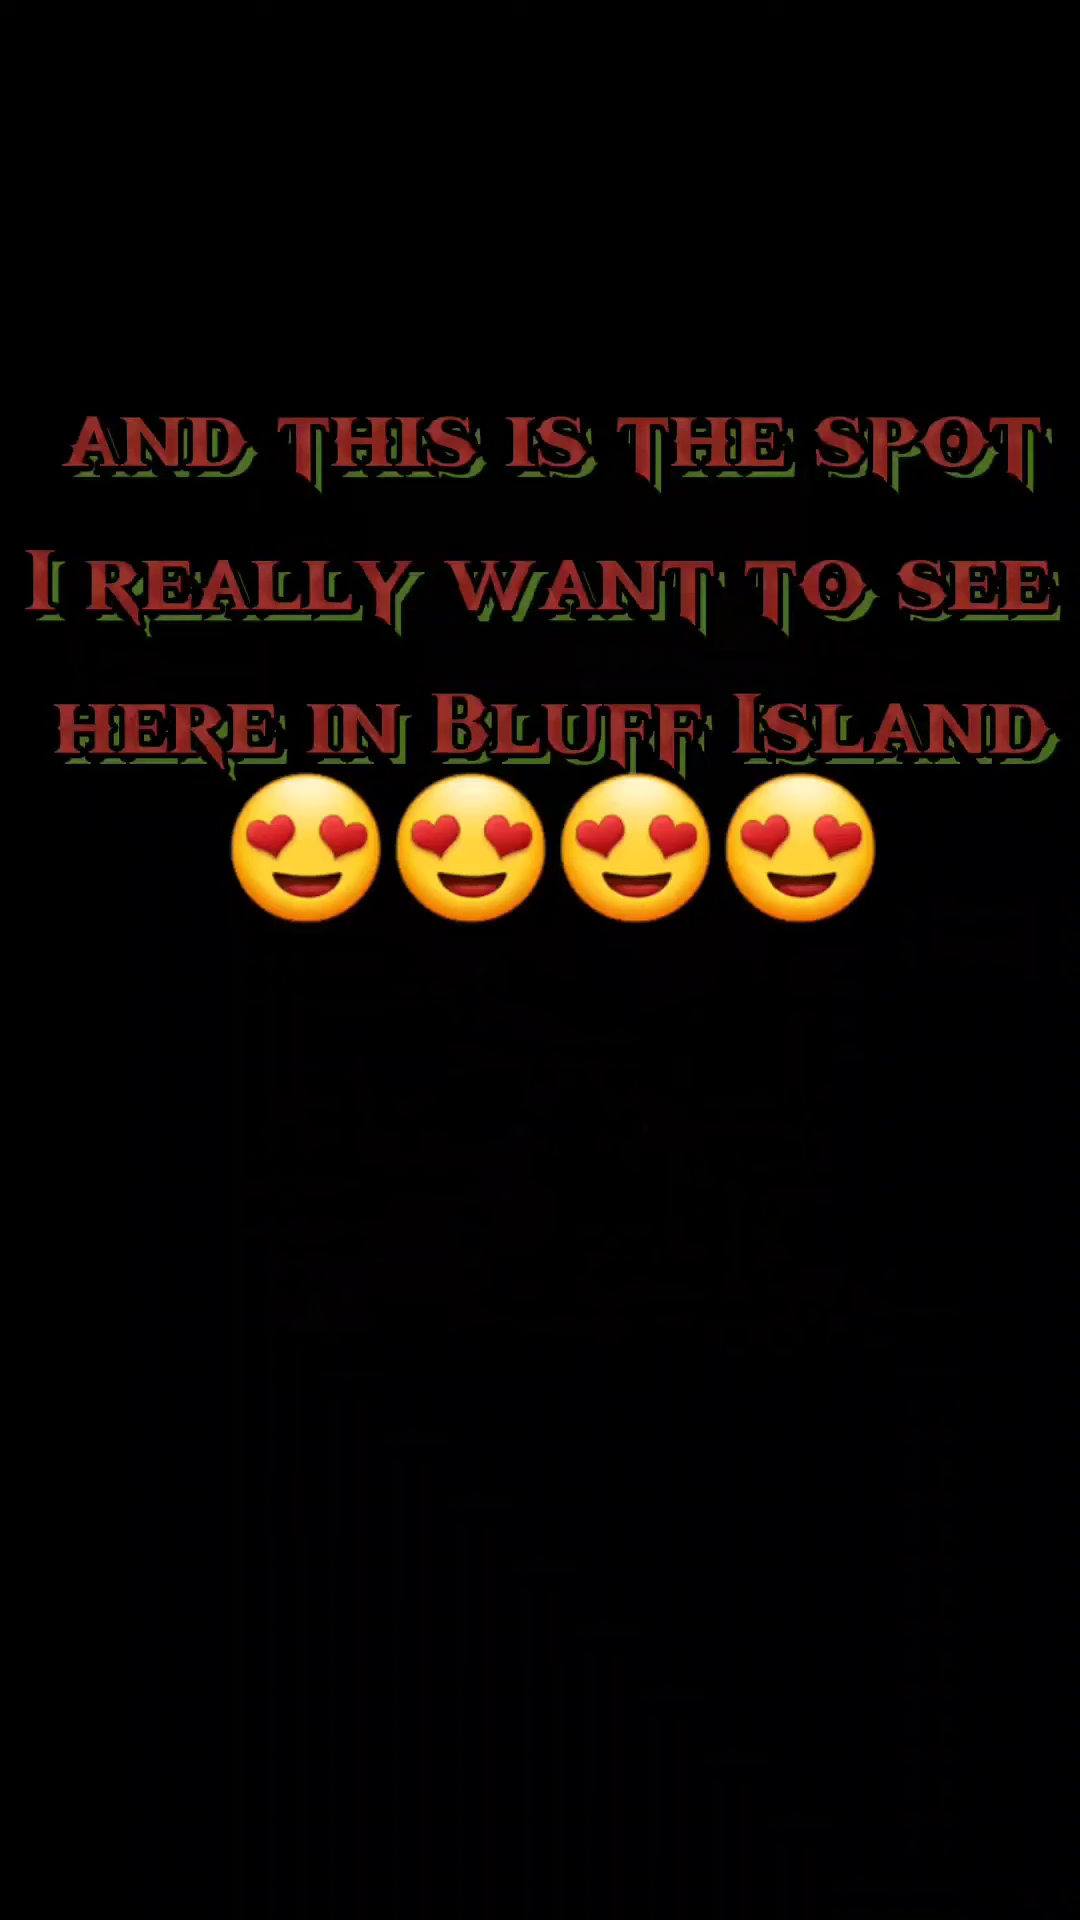 and this is the spot
I really want to see
here in Bluff Island
😍😍😍😍